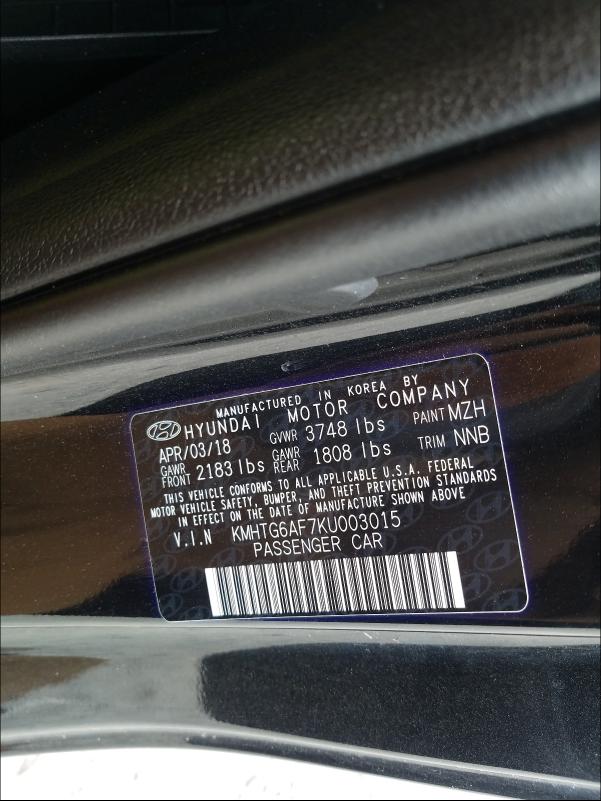 MANUFACTURED IN KOREA BY
HYUNDAI MOTOR COMPANY
APR/03/18 GVWR 3748 lbs PAINT MZH
GAWR FRONT 2183 lbs GAWR REAR 1808 lbs TRIM NNB
THIS VEHICLE CONFORMS TO ALL APPLICABLE U.S.A. FEDERAL
MOTOR VEHICLE SAFETY, BUMPER, AND THEFT PREVENTION STANDARDS
IN EFFECT ON THE DATE OF MANUFACTURE SHOWN ABOVE
V.I.N KMHTG6AF7KU003015
PASSENGER CAR